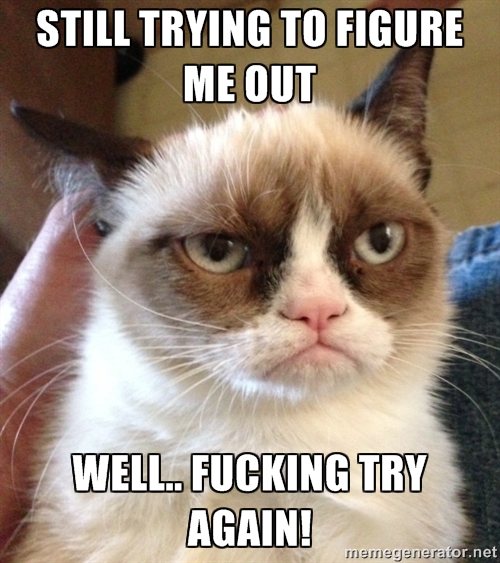 STILL TRYING TO FIGURE
ME OUT
WELL.. FUCKING TRY
AGAIN!
memegenerator.net